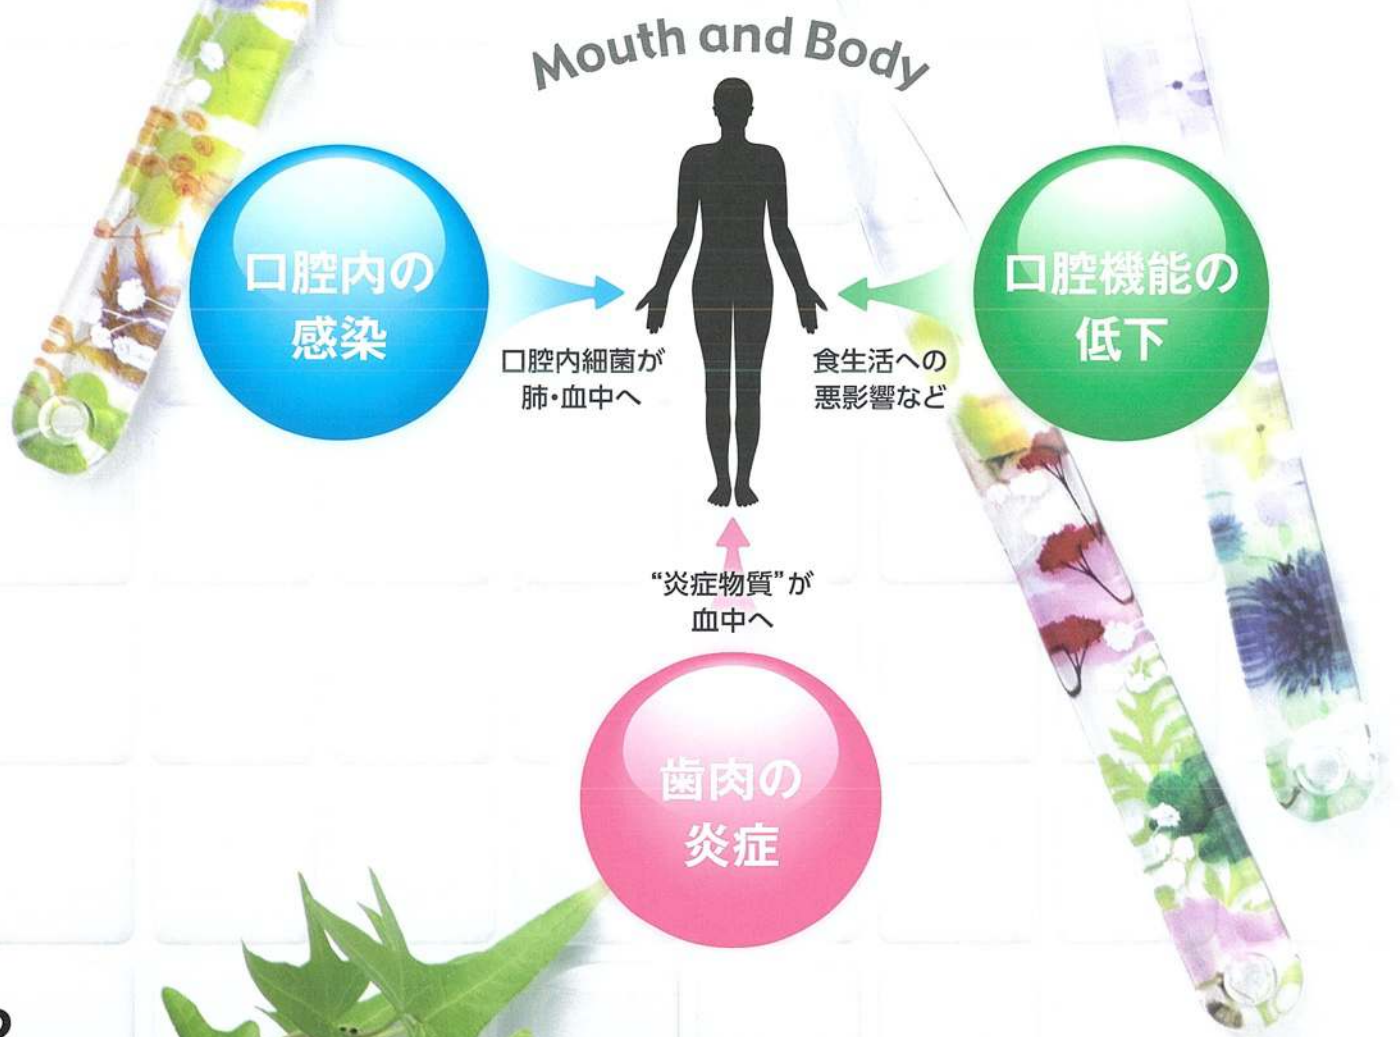 Mouth and Body
口腔内の
感染
口腔内細菌が
肺・血中へ
口腔機能の
低下
食生活への
悪影響など
“炎症物質”が
血中へ
歯肉の
炎症